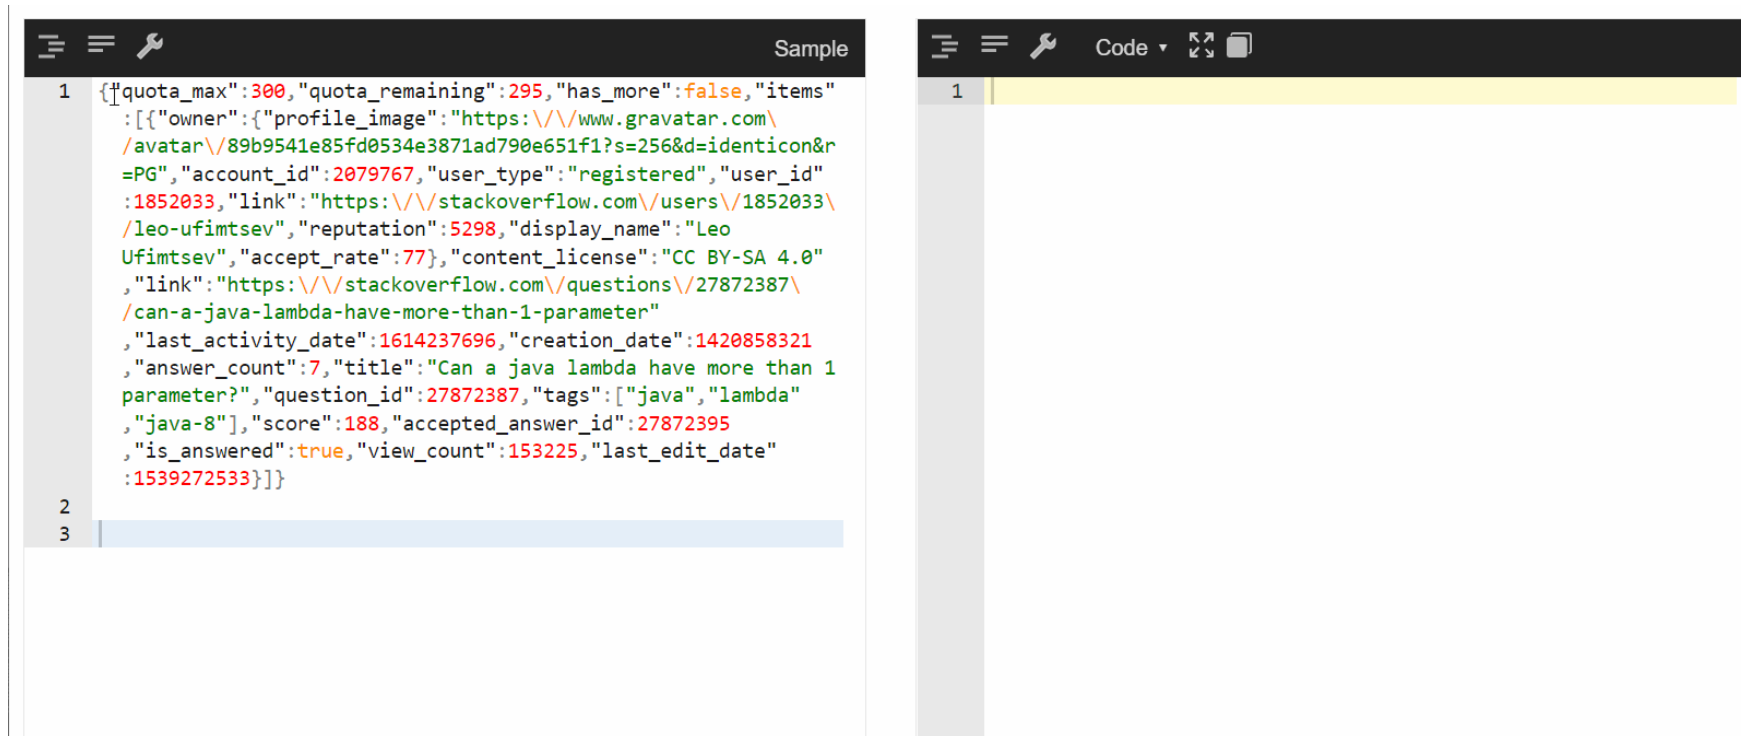 Sample
Code
1 {"quota_max":300,"quota_remaining":295,"has_more":false,"items"
:[{"owner":{"profile_image":"https:\/\/www.gravatar.com\
/avatar\/89b9541e85fd0534e3871ad790e651f1?s=256&d=identicon&r
=PG","account_id":2079767,"user_type":"registered","user_id"
:1852033,"link":"https:\/\/stackoverflow.com\/users\/1852033\
/leo-ufimtsev","reputation":5298,"display_name":"Leo
Ufimtsev","accept_rate":77},"content_license":"CC BY-SA 4.0"
,"link":"https:\/\/stackoverflow.com\/questions\/27872387\
/can-a-java-lambda-have-more-than-1-parameter"
,"last_activity_date":1614237696,"creation_date":1420858321
,"answer_count":7,"title":"Can a java lambda have more than 1
parameter?","question_id":27872387,"tags":["java","lambda"
,"java-8"],"score":188,"accepted_answer_id":27872395
,"is_answered":true,"view_count":153225,"last_edit_date"
:1539272533}]}
2
3
1